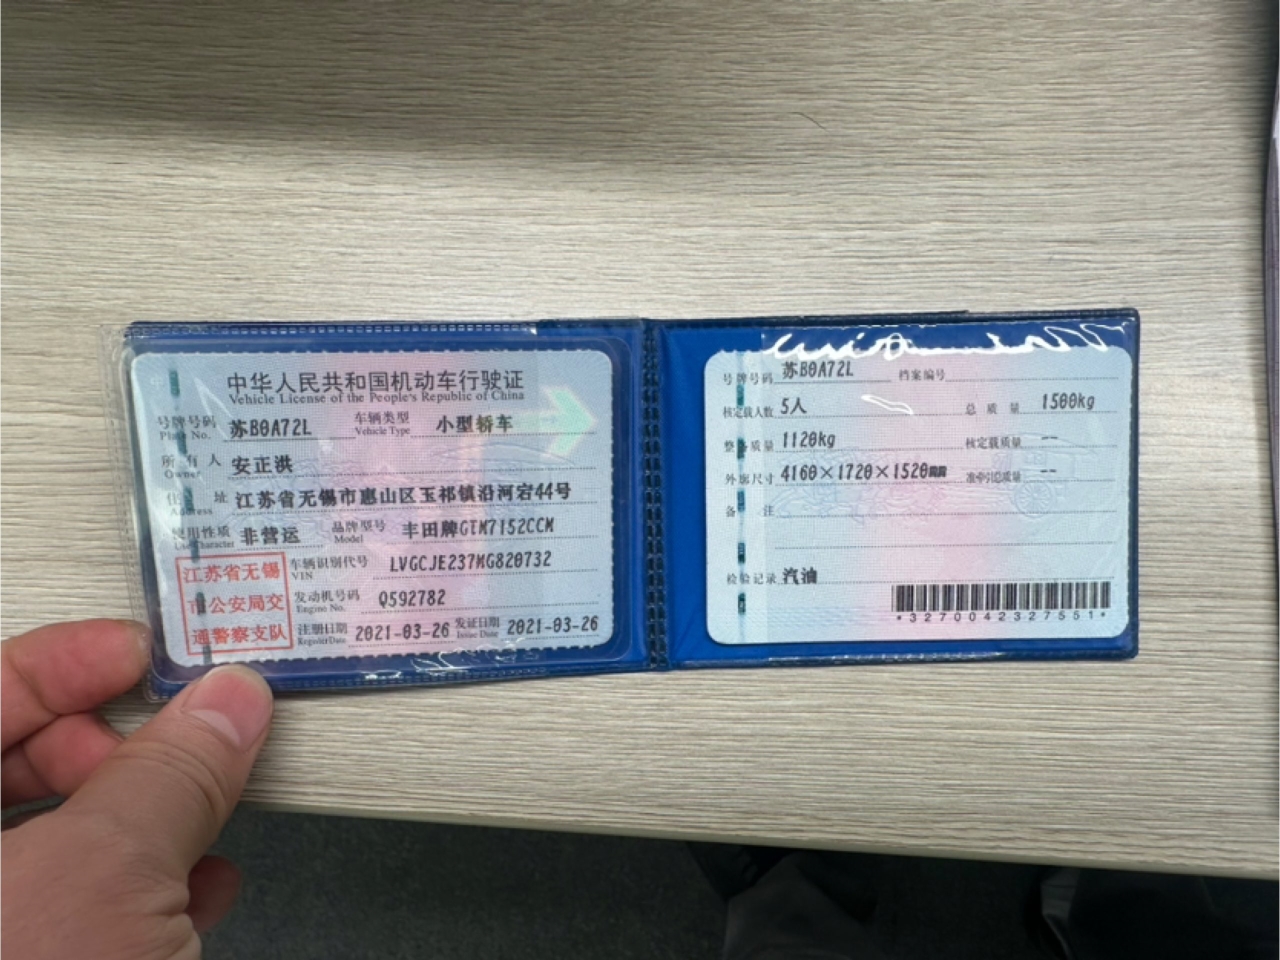 中华人民共和国机动车行驶证
Vehicle License of the People's Republic of China
号牌号码 苏B0A72L 车辆类型 小型轿车
Plate No. Vehicle Type
所有人 安正洪
Owner
住 址 江苏省无锡市惠山区玉祁镇沿河宕44号
Address
使用性质 非营运 品牌型号 丰田牌GTM7152CCM
Use Character Model
江苏省无锡
市公安局交
通警察支队
车辆识别代号 LVGCJE237MG820732
VIN
发动机号码 Q592782
Engine No.
注册日期 2021-03-26 发证日期 2021-03-26
Register Date Issue Date
号牌号码 苏B0A72L 档案编号
核定载人数 5人 总质量 1500kg
整备质量 1120kg 核定载质量 --
外廓尺寸 4160×1720×1520mm 准牵引总质量 --
备 注
检验记录 汽油
*3270042327551*